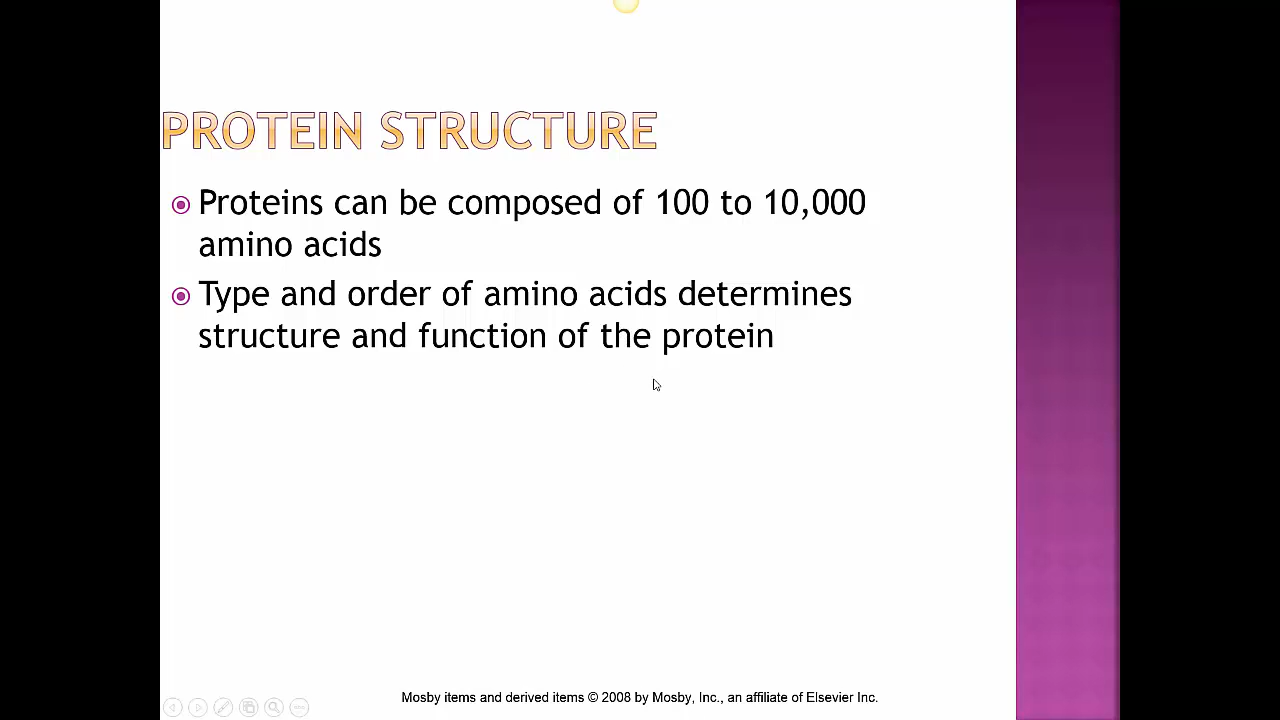 PROTEIN STRUCTURE
Proteins can be composed of 100 to 10,000
amino acids
Type and order of amino acids determines
structure and function of the protein
Mosby items and derived items © 2008 by Mosby, Inc., an affiliate of Elsevier Inc.